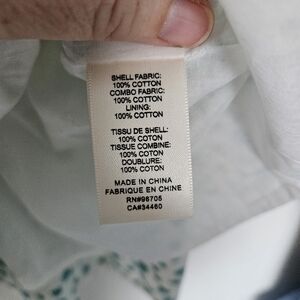 SHELL FABRIC:
100% COTTON
COMBO FABRIC:
100% COTTON
LINING:
100% COTTON
TISSU DE SHELL:
100% COTON
TISSUE COMBINE:
100% COTON
DOUBLURE:
100% COTON
MADE IN CHINA
FABRIQUE EN CHINE
RN#96705
CA#34460